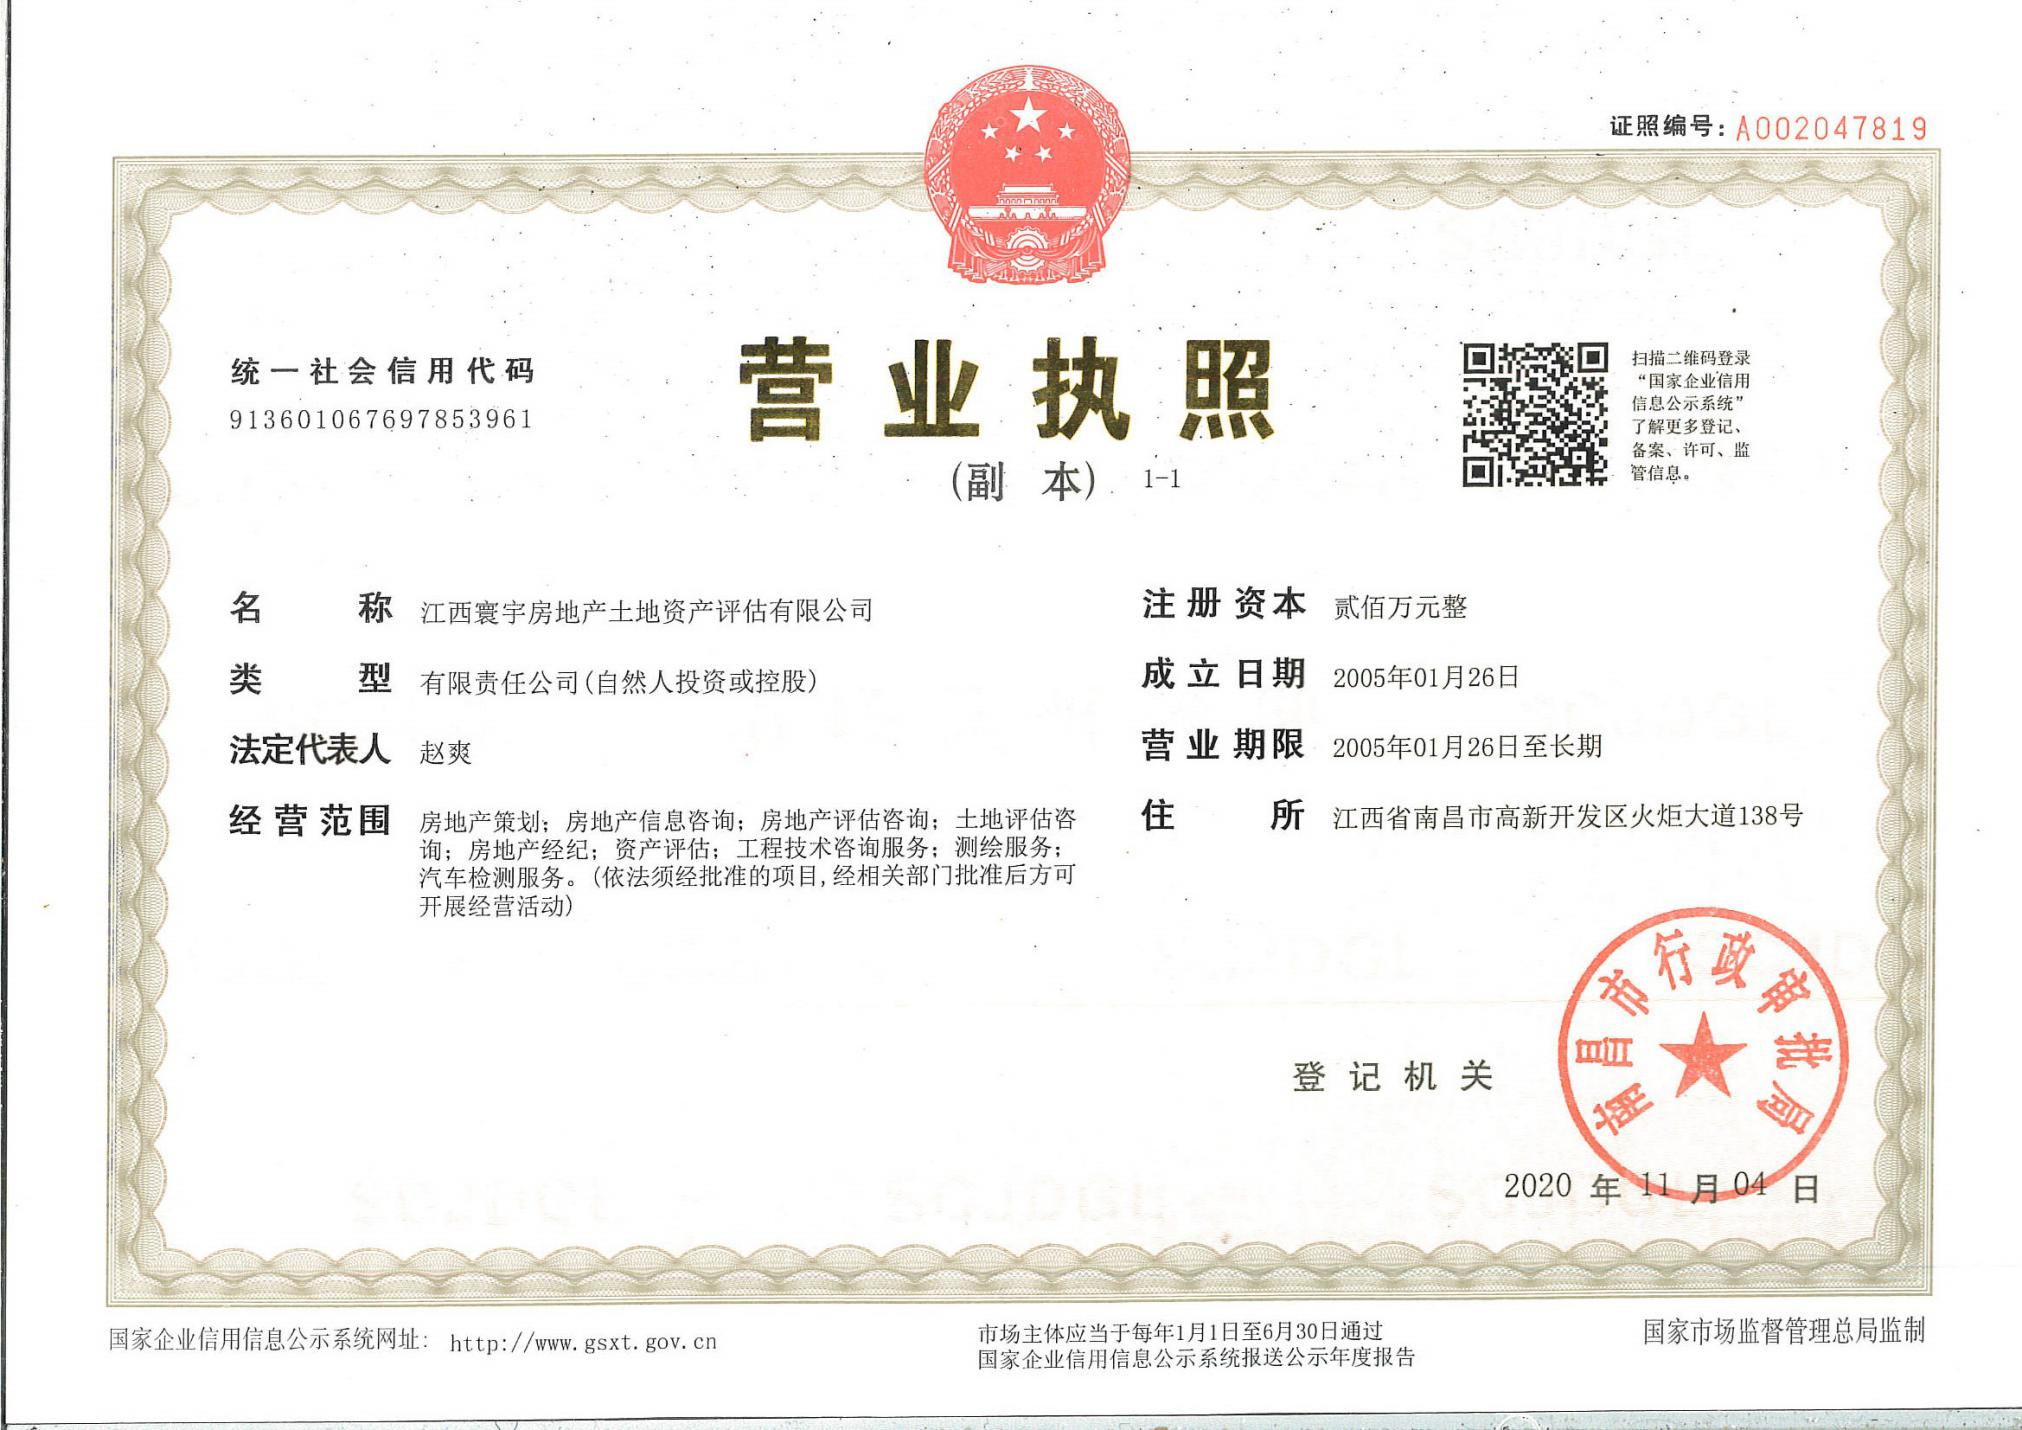 证照编号：A002047819
统一社会信用代码
913601067697853961
营业执照
（副 本） 1-1
扫描二维码登录
“国家企业信用
信息公示系统”
了解更多登记、
备案、许可、监
管信息。
名 称 江西寰宇房地产土地资产评估有限公司
类 型 有限责任公司(自然人投资或控股)
法定代表人 赵爽
经营范围 房地产策划；房地产信息咨询；房地产评估咨询；土地评估咨
询；房地产经纪；资产评估；工程技术咨询服务；测绘服务；
汽车检测服务。(依法须经批准的项目,经相关部门批准后方可
开展经营活动)
注册资本 贰佰万元整
成立日期 2005年01月26日
营业期限 2005年01月26日至长期
住 所 江西省南昌市高新开发区火炬大道138号
登记机关
南昌市行政审批局
2020 年 11 月 04 日
国家企业信用信息公示系统网址： http://www.gsxt.gov.cn
市场主体应当于每年1月1日至6月30日通过
国家企业信用信息公示系统报送公示年度报告
国家市场监督管理总局监制